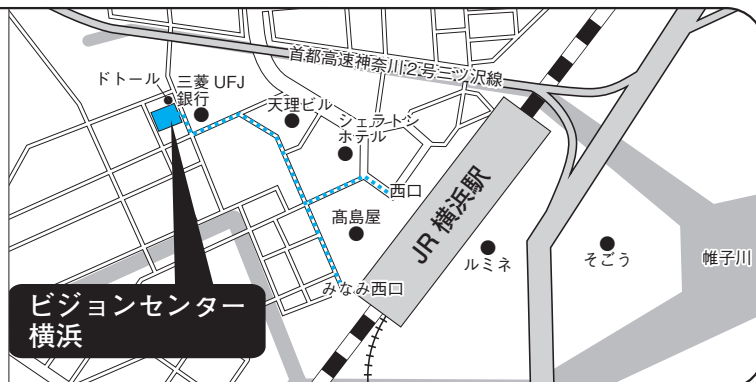 首都高速神奈川2号三ツ沢線
ドトール
三菱 UFJ
銀行
天理ビル
シェラトン
ホテル
西口
髙島屋
JR 横浜駅
ルミネ
そごう
帷子川
みなみ西口
ビジョンセンター
横浜